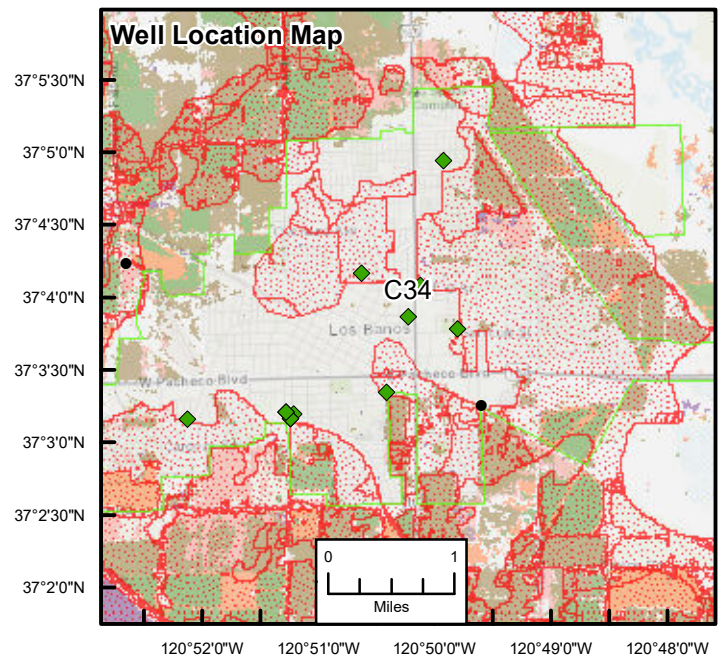 Well Location Map
37°5'30"N
37°5'0"N
37°4'30"N
37°4'0"N
37°3'30"N
37°3'0"N
37°2'30"N
37°2'0"N
C34
Los Banos
W Pacheco Blvd
Pacheco Blvd
0 1
Miles
120°52'0"W 120°51'0"W 120°50'0"W 120°49'0"W 120°48'0"W